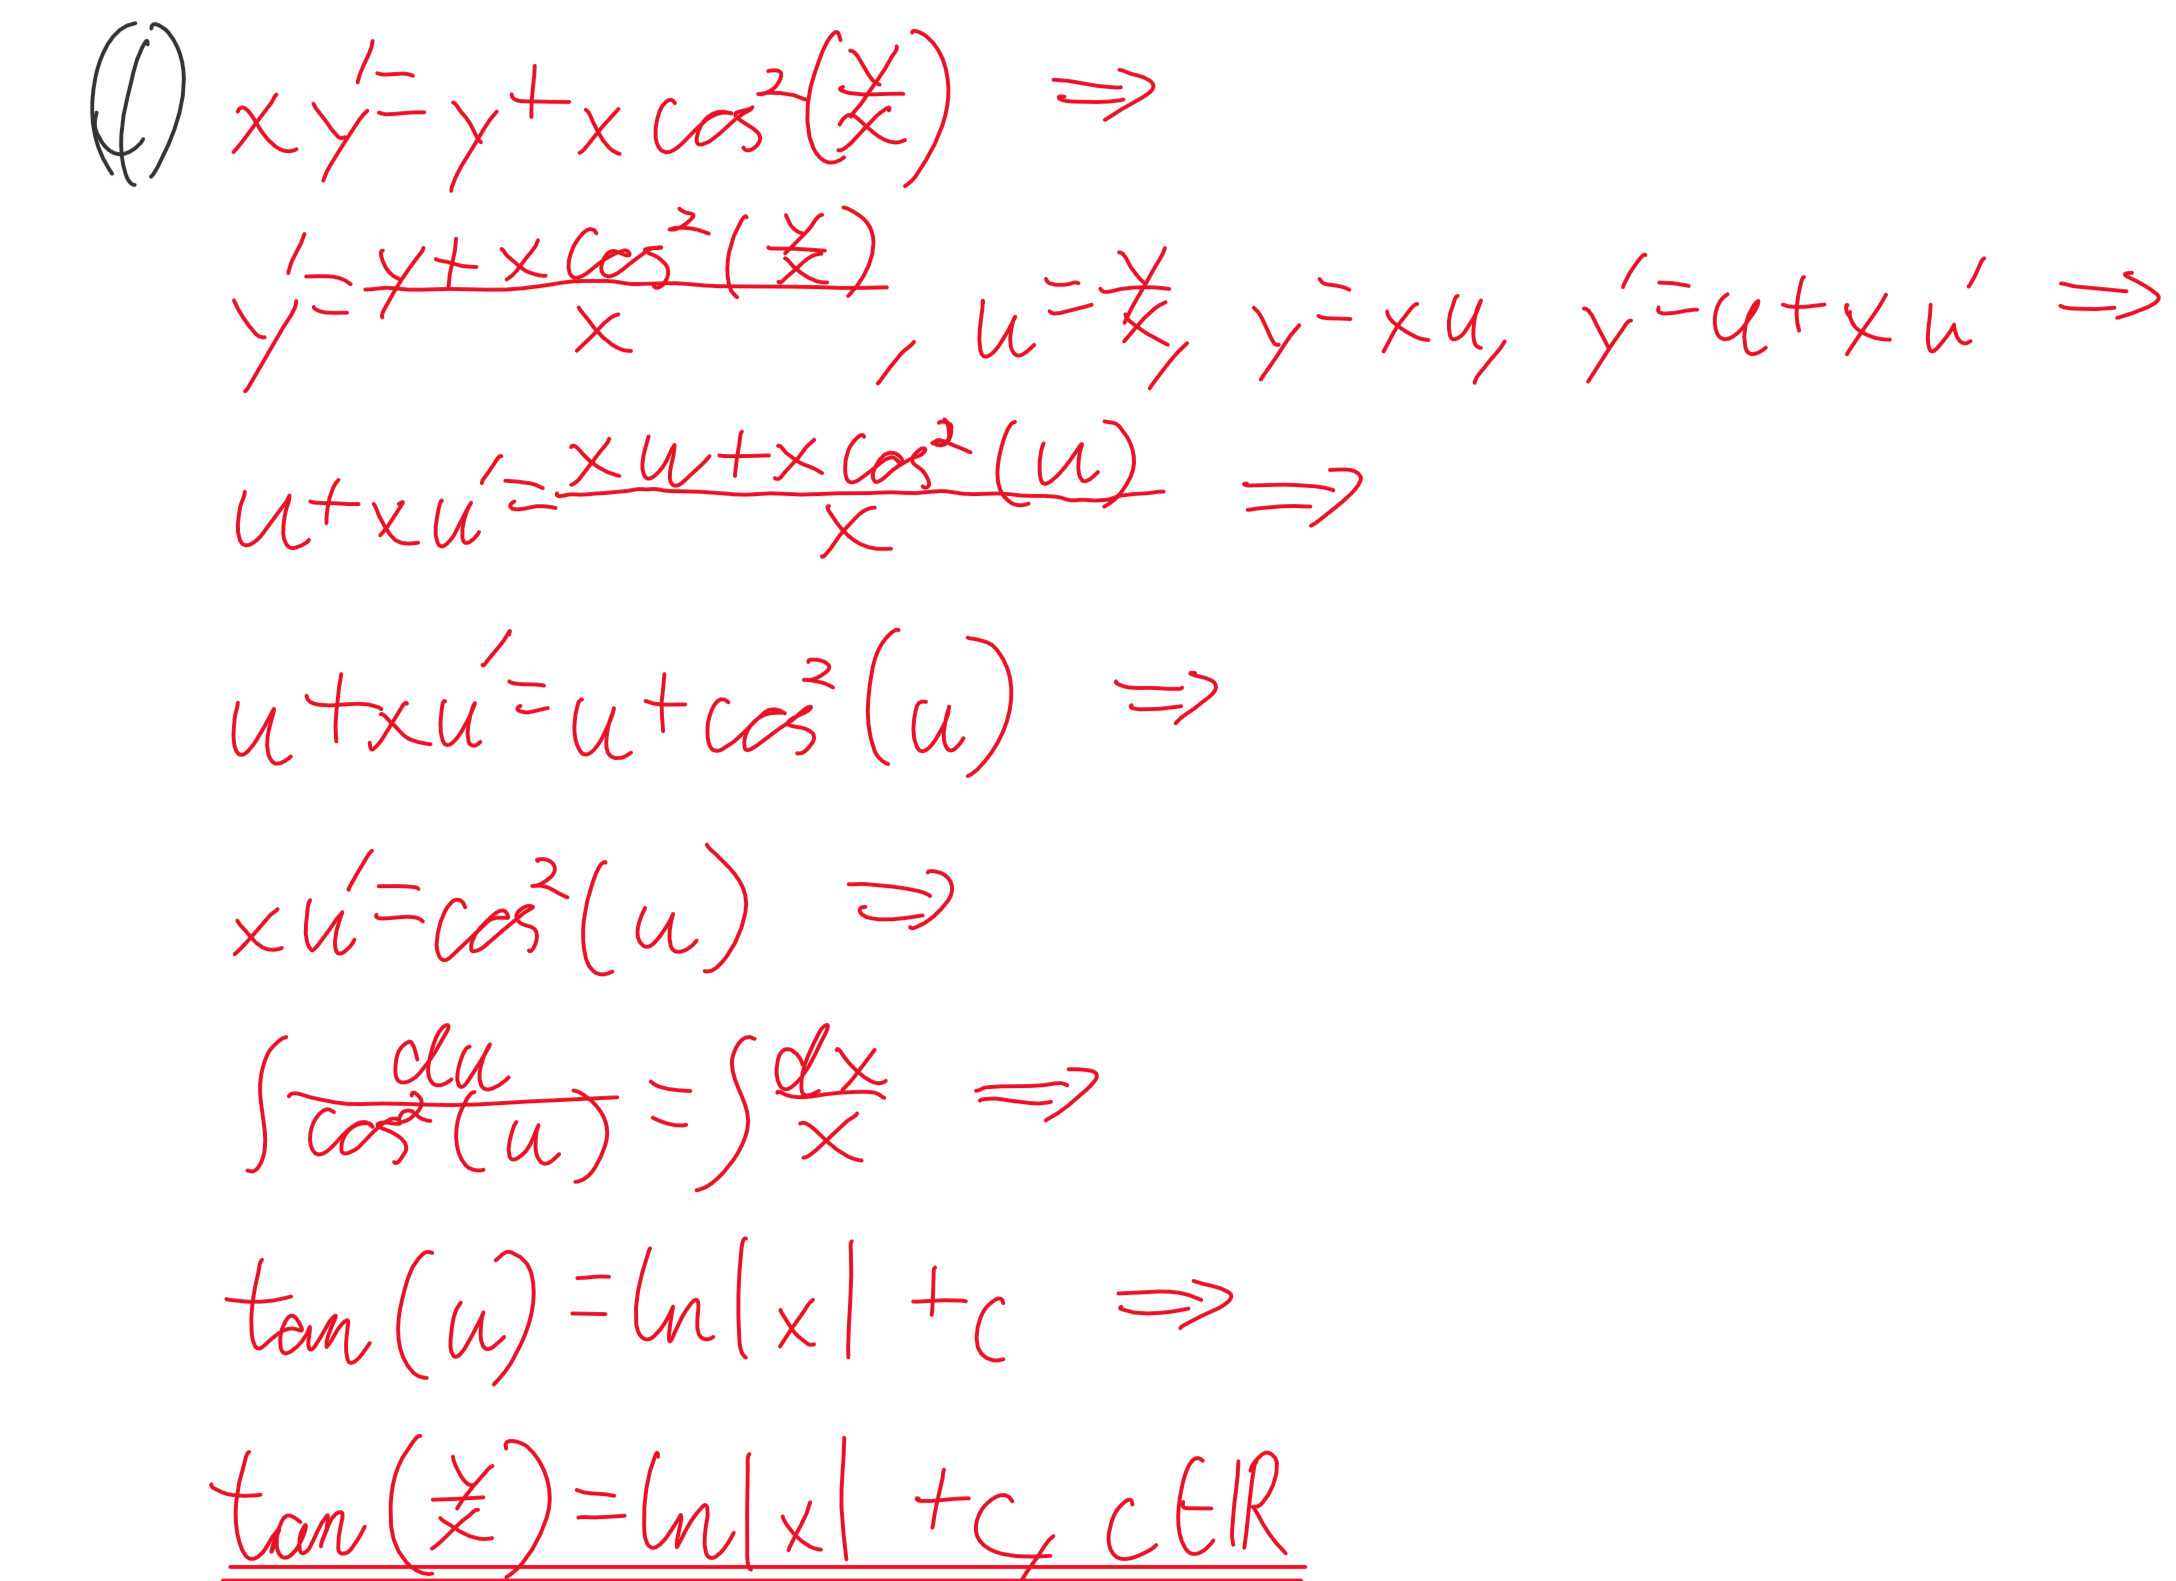 (l) xy' = y + x cos²(y/x) ⇒
y' = (y + x cos²(y/x))/x , u = y/x, y = xu, y' = u + xu' ⇒
u + xu' = (xu + x cos²(u))/x ⇒
u + xu' = u + cos²(u) ⇒
xu' = cos²(u) ⇒
∫ du/cos²(u) = ∫ dx/x ⇒
tan(u) = ln|x| + c ⇒
tan(y/x) = ln|x| + c, c ∈ ℝ